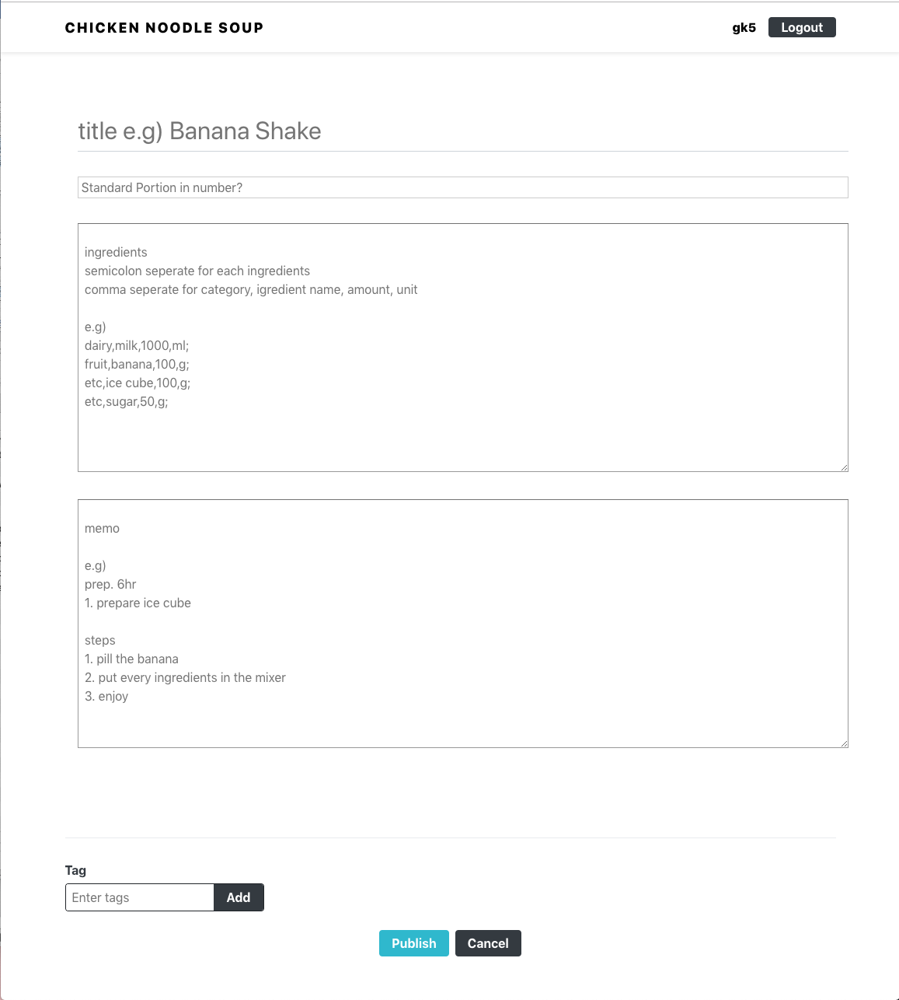 CHICKEN NOODLE SOUP
gk5 Logout
title e.g) Banana Shake
Standard Portion in number?
ingredients
semicolon seperate for each ingredients
comma seperate for category, igredient name, amount, unit
e.g)
dairy,milk,1000,ml;
fruit,banana,100,g;
etc,ice cube,100,g;
etc,sugar,50,g;
memo
e.g)
prep. 6hr
1. prepare ice cube
steps
1. pill the banana
2. put every ingredients in the mixer
3. enjoy
Tag
Enter tags Add
Publish Cancel